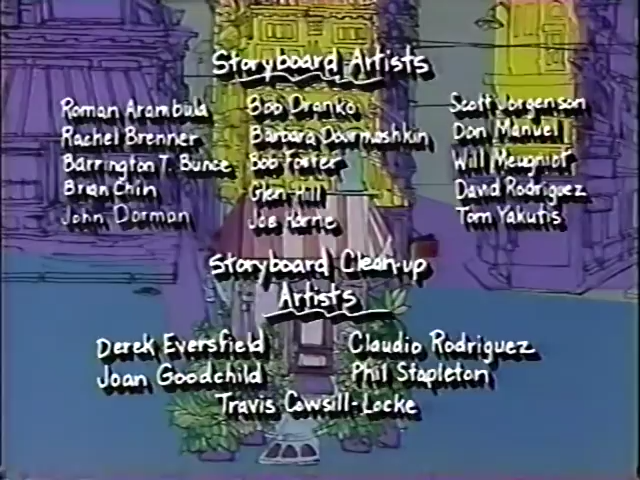 Storyboard Artists
Roman Arambula
Rachel Brenner
Barrington T. Bunce
Brian Chin
John Dorman
Bob Dranko
Barbara Dourmashkin
Bob Foster
Glen Hill
Joe Horne
Scott Jorgenson
Don Manuel
Will Meugniot
David Rodriguez
Tom Yakutis
Storyboard Clean-up
Artists
Derek Eversfield
Joan Goodchild
Claudio Rodriguez
Phil Stapleton
Travis Cowsill-Locke